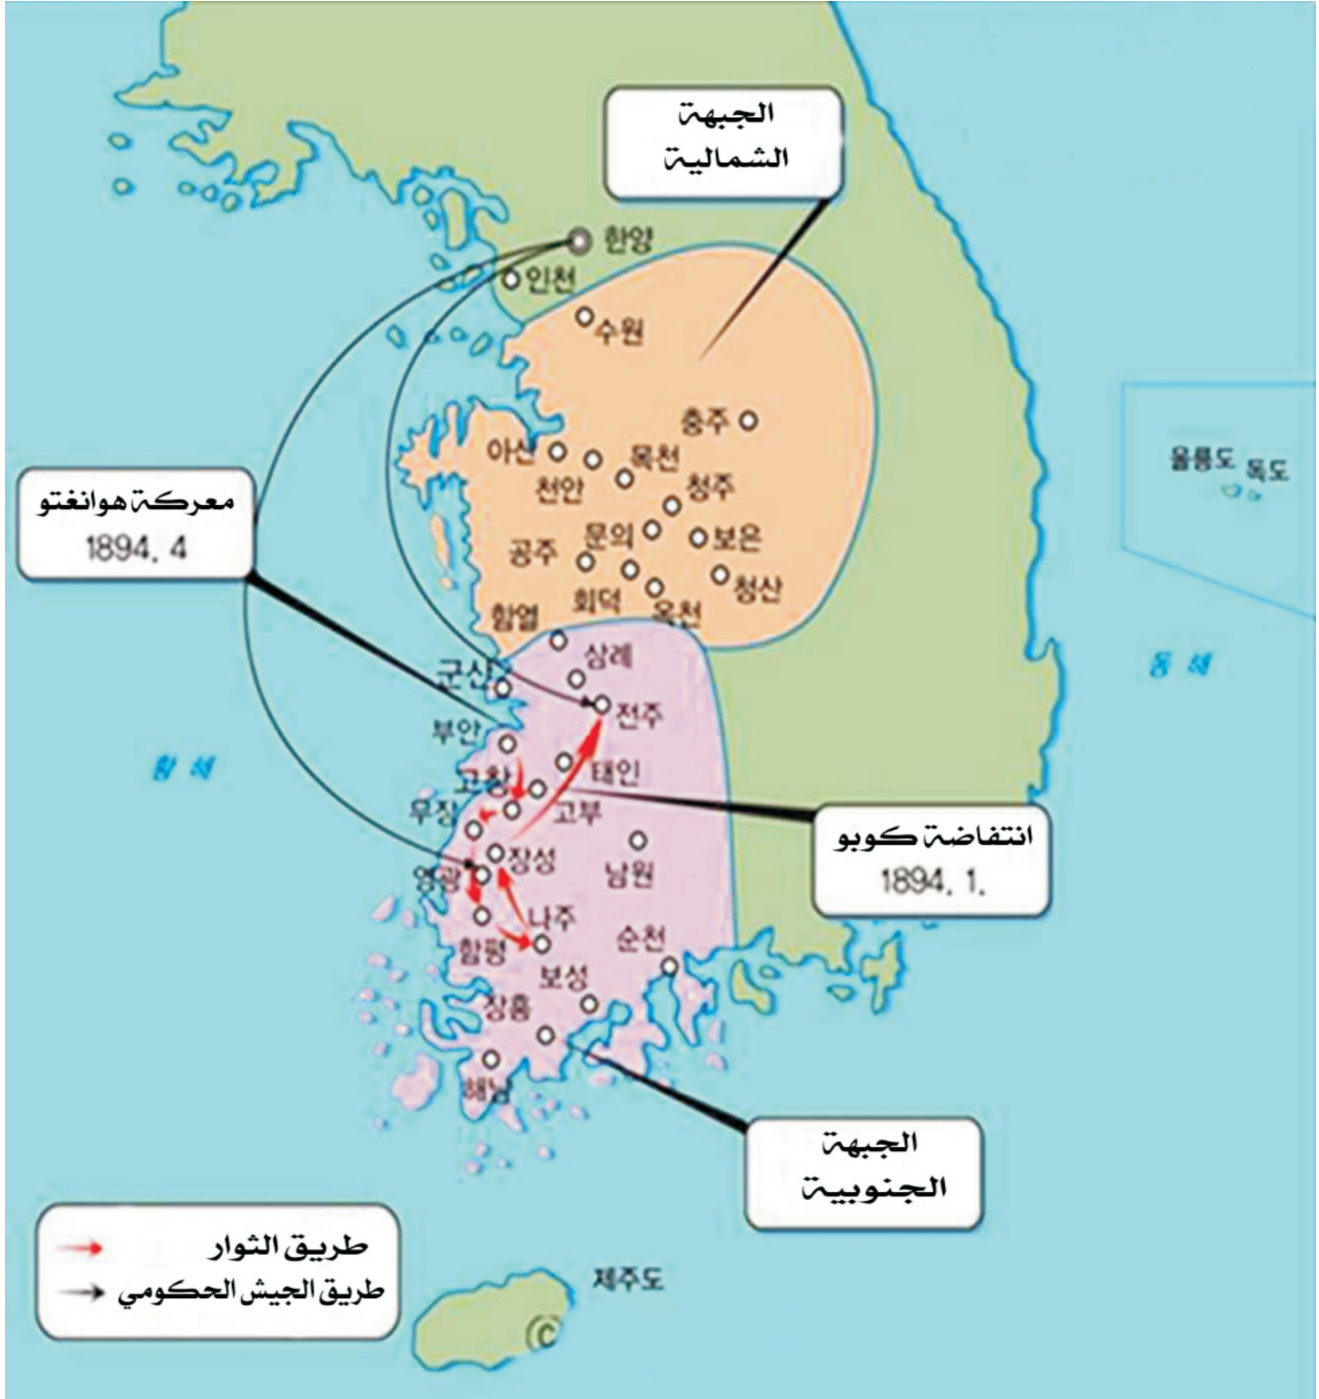 الجبهة
الشمالية
한양
인천
수원
충주
아산
목천
천안
청주
울릉도
독도
معركة هوانغتو
1894. 4
문의
보은
공주
청산
회덕
옥천
함열
삼례
군산
전주
부안
동해
황해
태인
고창
고부
무장
انتفاضة كوبو
1894. 1.
장성
영광
남원
나주
순천
함평
보성
장흥
해남
الجبهة
الجنوبية
طريق الثوار
طريق الجيش الحكومي
제주도
©